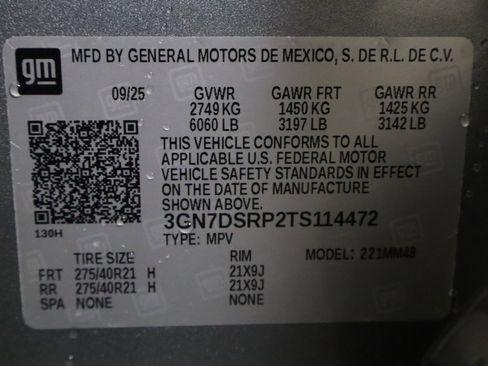 gm
MFD BY GENERAL MOTORS DE MEXICO, S. DE R.L. DE C.V.
09/25 GVWR GAWR FRT GAWR RR
2749 KG 1450 KG 1425 KG
6060 LB 3197 LB 3142 LB
THIS VEHICLE CONFORMS TO ALL
APPLICABLE U.S. FEDERAL MOTOR
VEHICLE SAFETY STANDARDS IN EFFECT
ON THE DATE OF MANUFACTURE
SHOWN ABOVE.
130H 3GN7DSRP2TS114472
TYPE: MPV MODEL: 221MM48
TIRE SIZE RIM
FRT 275/40R21 H 21X9J
RR 275/40R21 H 21X9J
SPA NONE NONE